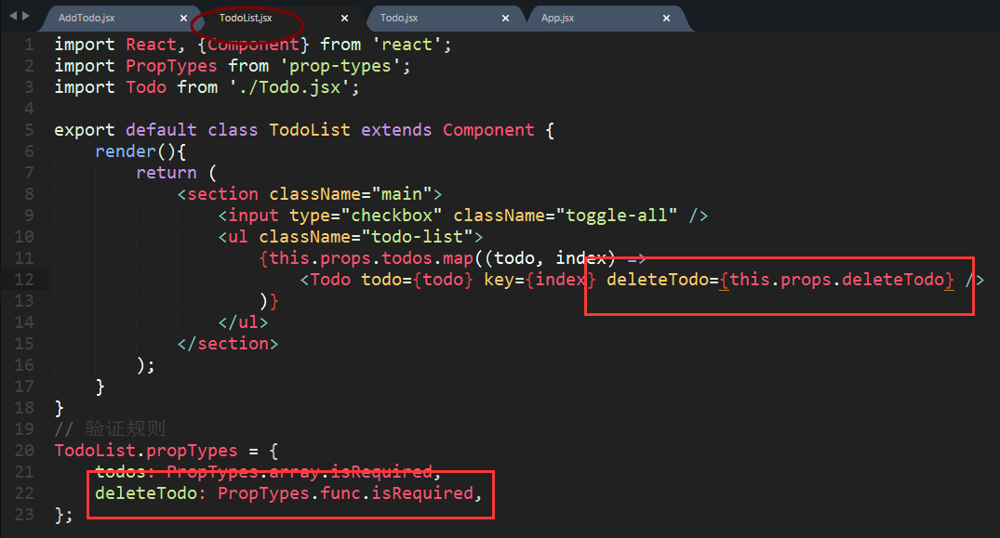 AddTodo.jsx × TodoList.jsx × Todo.jsx × App.jsx ×
1 import React, {Component} from 'react';
2 import PropTypes from 'prop-types';
3 import Todo from './Todo.jsx';
4
5 export default class TodoList extends Component {
6 render(){
7 return (
8 <section className="main">
9 <input type="checkbox" className="toggle-all" />
10 <ul className="todo-list">
11 {this.props.todos.map((todo, index) =>
12 <Todo todo={todo} key={index} deleteTodo={this.props.deleteTodo} />
13 )}
14 </ul>
15 </section>
16 );
17 }
18 }
19 // 验证规则
20 TodoList.propTypes = {
21 todos: PropTypes.array.isRequired,
22 deleteTodo: PropTypes.func.isRequired,
23 };